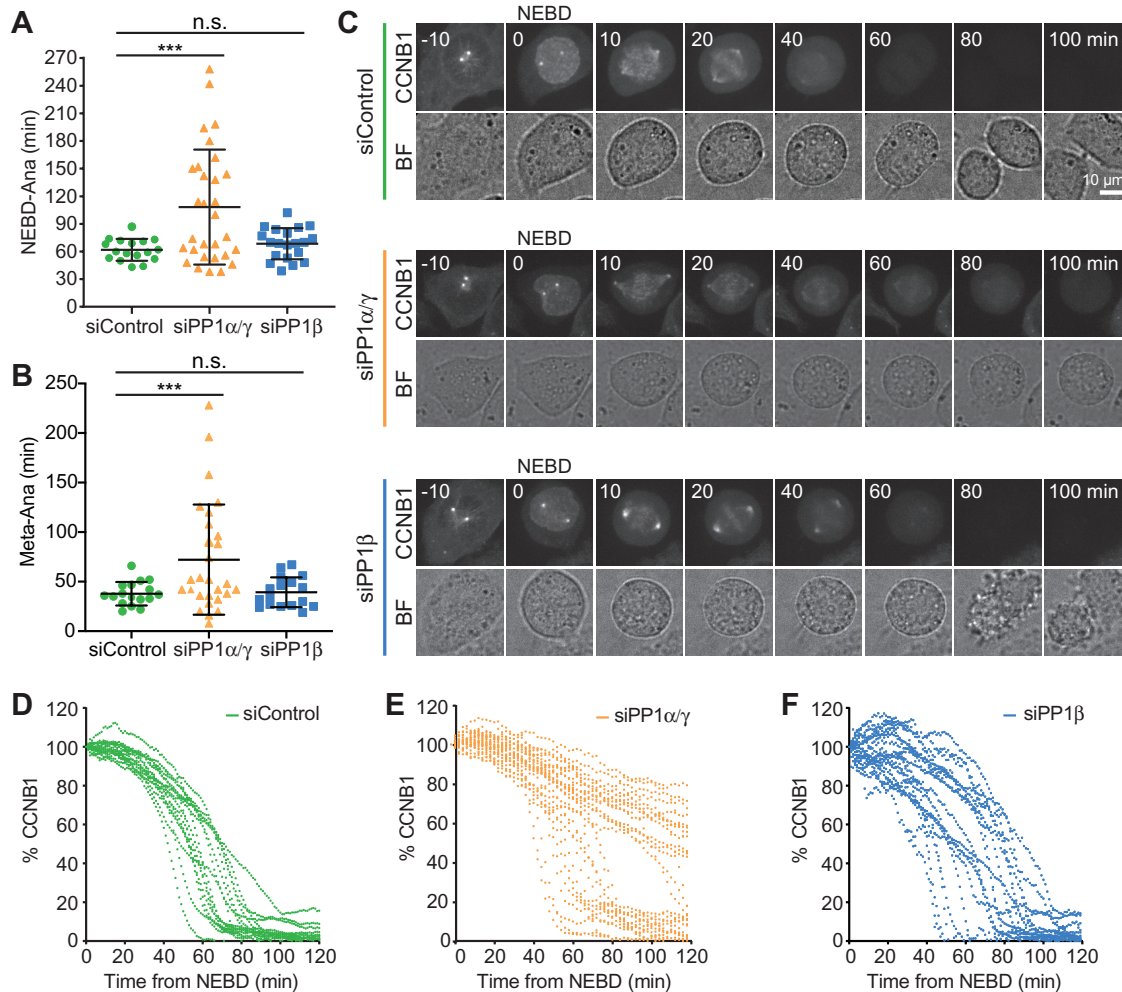 A
n.s.
***
270
240
210
180
150
120
90
60
30
0
NEBD-Ana (min)
siControl siPP1α/γ siPP1β
B
n.s.
***
250
200
150
100
50
0
Meta-Ana (min)
siControl siPP1α/γ siPP1β
C
NEBD
-10 0 10 20 40 60 80 100 min
CCNB1
BF
siControl
10 µm
NEBD
-10 0 10 20 40 60 80 100 min
CCNB1
BF
siPP1α/γ
NEBD
-10 0 10 20 40 60 80 100 min
CCNB1
BF
siPP1β
D
siControl
120
100
80
60
40
20
0
% CCNB1
0 20 40 60 80 100 120
Time from NEBD (min)
E
siPP1α/γ
120
100
80
60
40
20
0
% CCNB1
0 20 40 60 80 100 120
Time from NEBD (min)
F
siPP1β
120
100
80
60
40
20
0
% CCNB1
0 20 40 60 80 100 120
Time from NEBD (min)